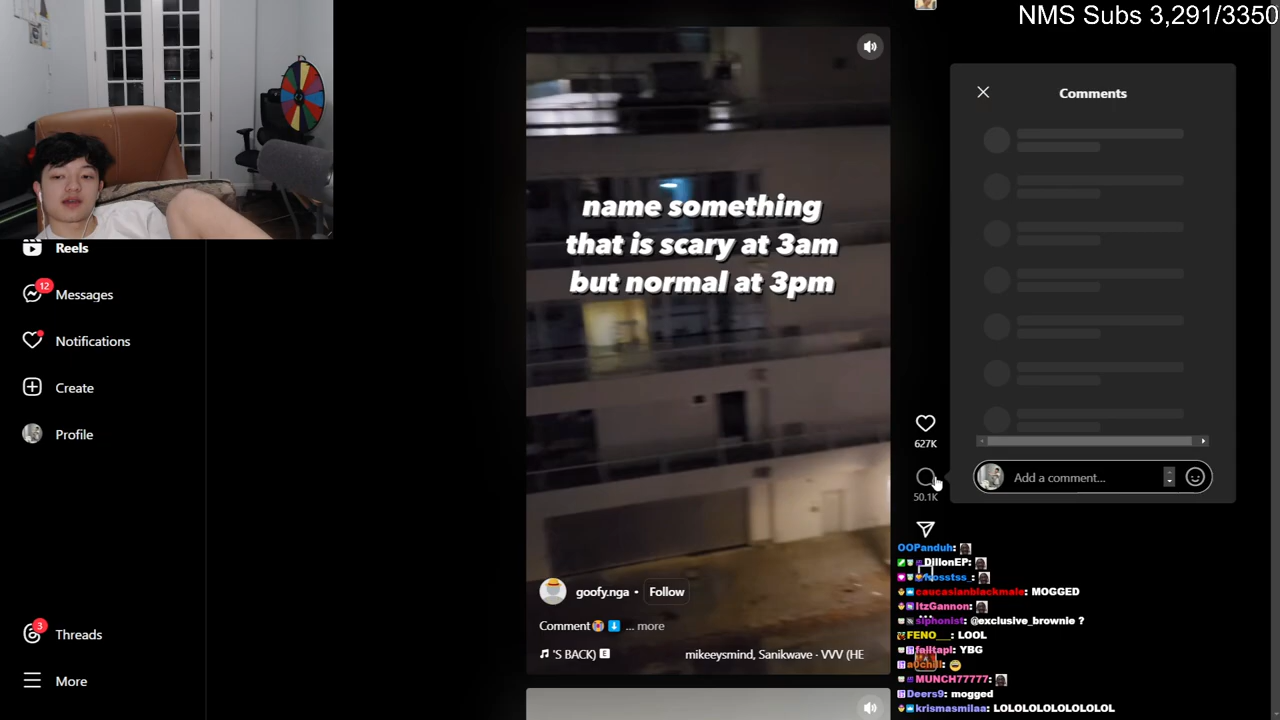 NMS Subs 3,291/3350
Reels
12
Messages
Notifications
Create
Profile
3
Threads
More
name something
that is scary at 3am
but normal at 3pm
goofy.nga • Follow
Comment ... more
'S BACK) E
mikeeysmind, Sanikwave - VVV (HE
627K
50.1K
Comments
Add a comment...
OOPanduh:
DillonEP:
caucasianblackmale: MOGGED
ItzGannon:
siphonist: @exclusive_brownie ?
FENO___: LOOL
YBG
MUNCH77777:
Deers9: mogged
krismasmilaa: LOLOLOLOLOLOLOLOL